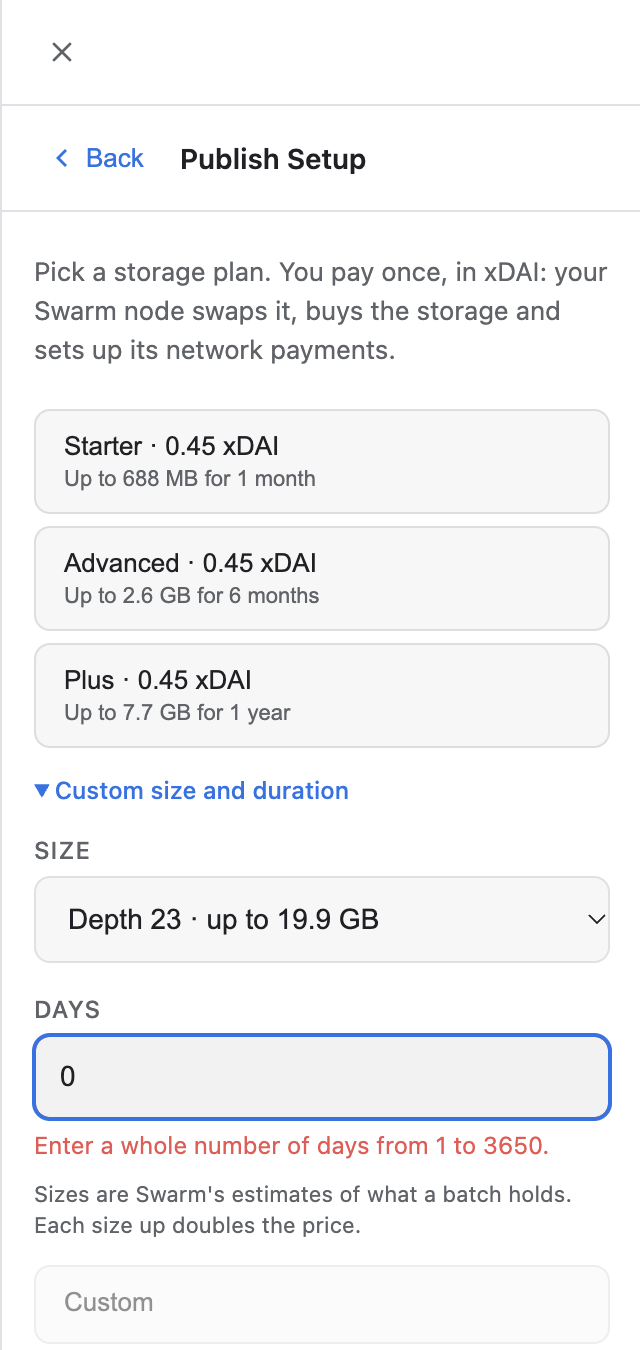 Back
Publish Setup
Pick a storage plan. You pay once, in xDAI: your
Swarm node swaps it, buys the storage and
sets up its network payments.
Starter · 0.45 xDAI
Up to 688 MB for 1 month
Advanced · 0.45 xDAI
Up to 2.6 GB for 6 months
Plus · 0.45 xDAI
Up to 7.7 GB for 1 year
Custom size and duration
SIZE
Depth 23 · up to 19.9 GB
DAYS
0
Enter a whole number of days from 1 to 3650.
Sizes are Swarm's estimates of what a batch holds.
Each size up doubles the price.
Custom